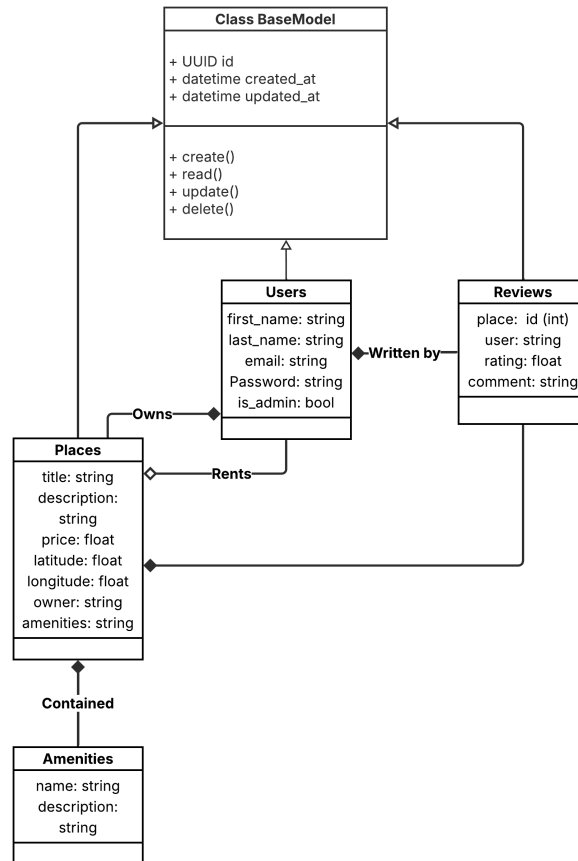 Class BaseModel
+ UUID id
+ datetime created_at
+ datetime updated_at
+ create()
+ read()
+ update()
+ delete()
Users
first_name: string
last_name: string
email: string
Password: string
is_admin: bool
Written by
Reviews
place:  id (int)
user: string
rating: float
comment: string
Owns
Rents
Places
title: string
description:
string
price: float
latitude: float
longitude: float
owner: string
amenities: string
Contained
Amenities
name: string
description:
string